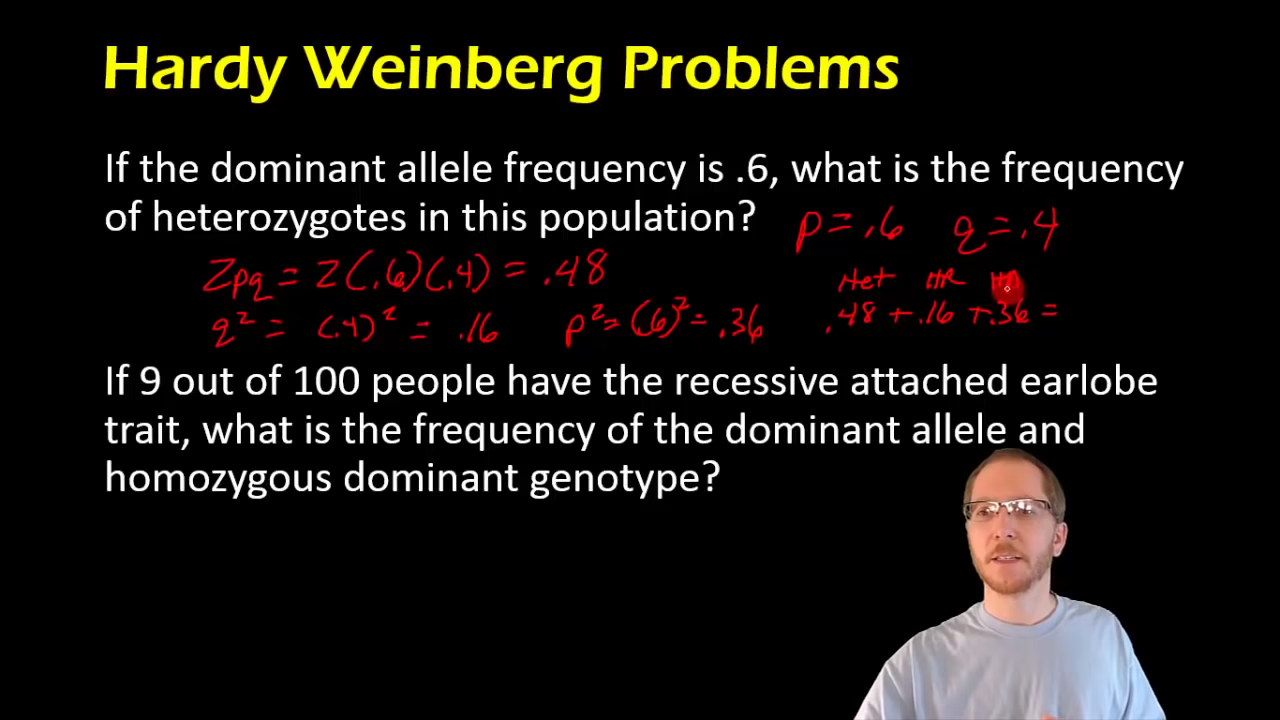 Hardy Weinberg Problems
If the dominant allele frequency is .6, what is the frequency
of heterozygotes in this population?
p = .6 q = .4
2pq = 2(.6)(.4) = .48
Het HR
q² = (.4)² = .16 p² = (.6)² = .36
.48 + .16 + .36 =
If 9 out of 100 people have the recessive attached earlobe
trait, what is the frequency of the dominant allele and
homozygous dominant genotype?